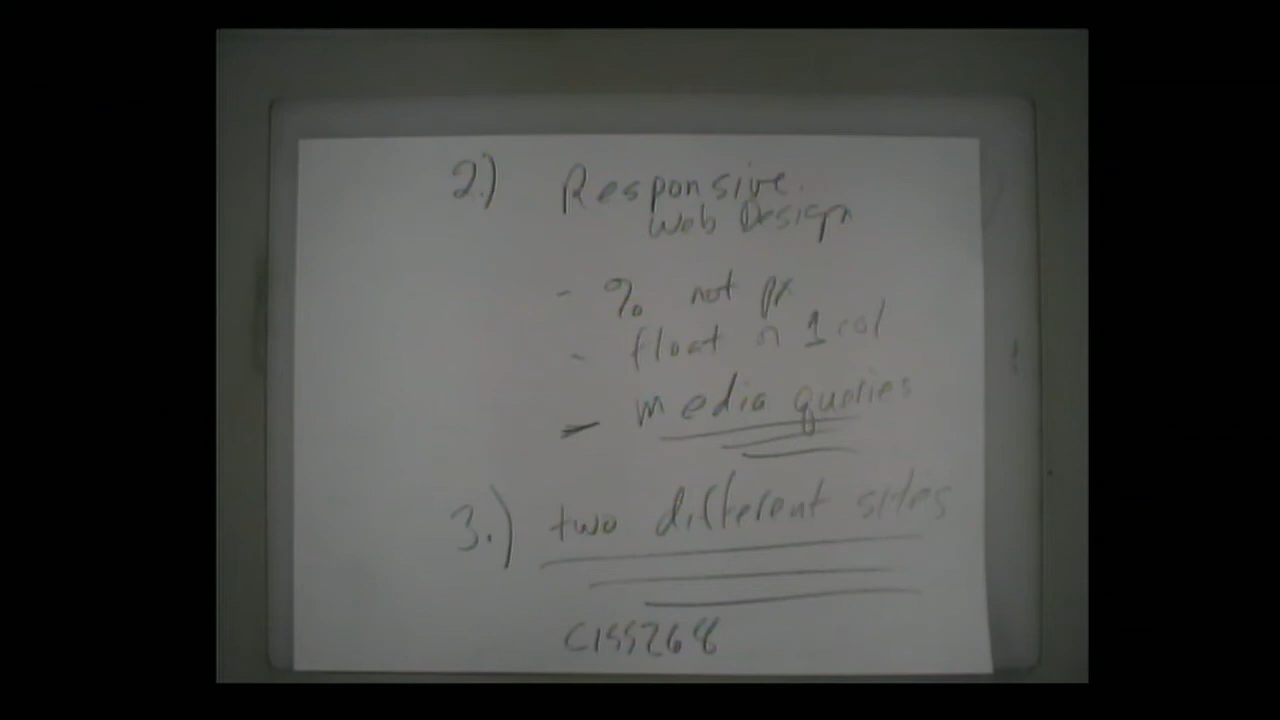 2.) Responsive
Web Design
- % not px
- float n 1 col
- media queries
3.) two different sites
CISS268